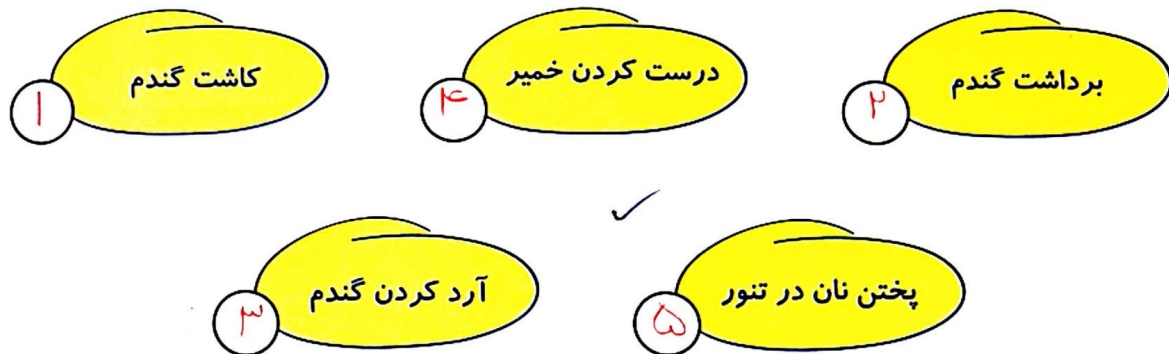 برداشت گندم ۲
درست کردن خمیر ۴
کاشت گندم ۱
پختن نان در تنور ۵
آرد کردن گندم ۳